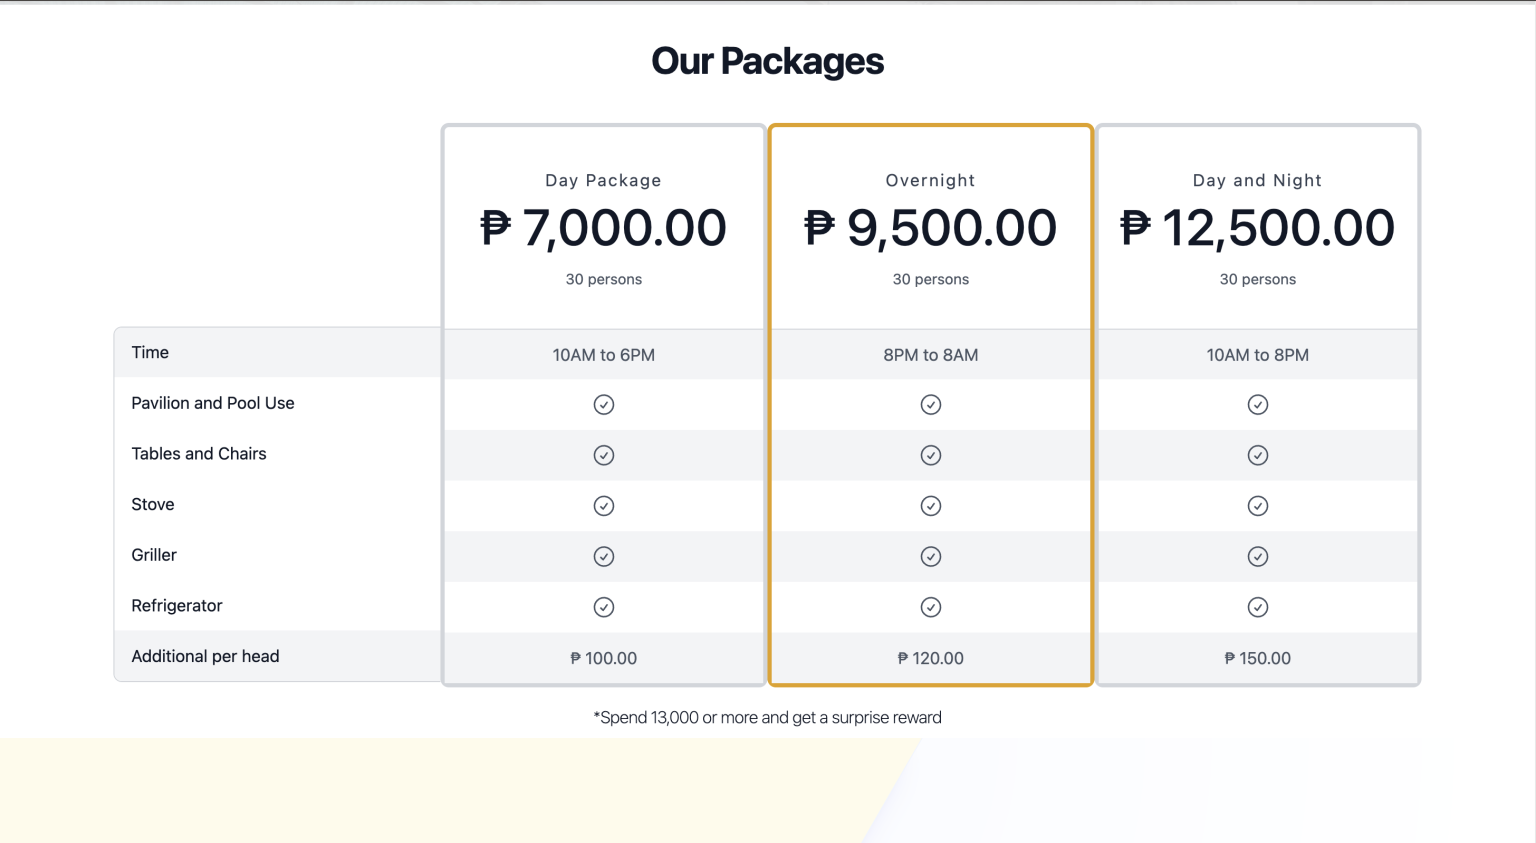 Our Packages
Day Package
₱ 7,000.00
30 persons
Overnight
₱ 9,500.00
30 persons
Day and Night
₱ 12,500.00
30 persons
Time 10AM to 6PM 8PM to 8AM 10AM to 8PM
Pavilion and Pool Use
Tables and Chairs
Stove
Griller
Refrigerator
Additional per head ₱ 100.00 ₱ 120.00 ₱ 150.00
*Spend 13,000 or more and get a surprise reward